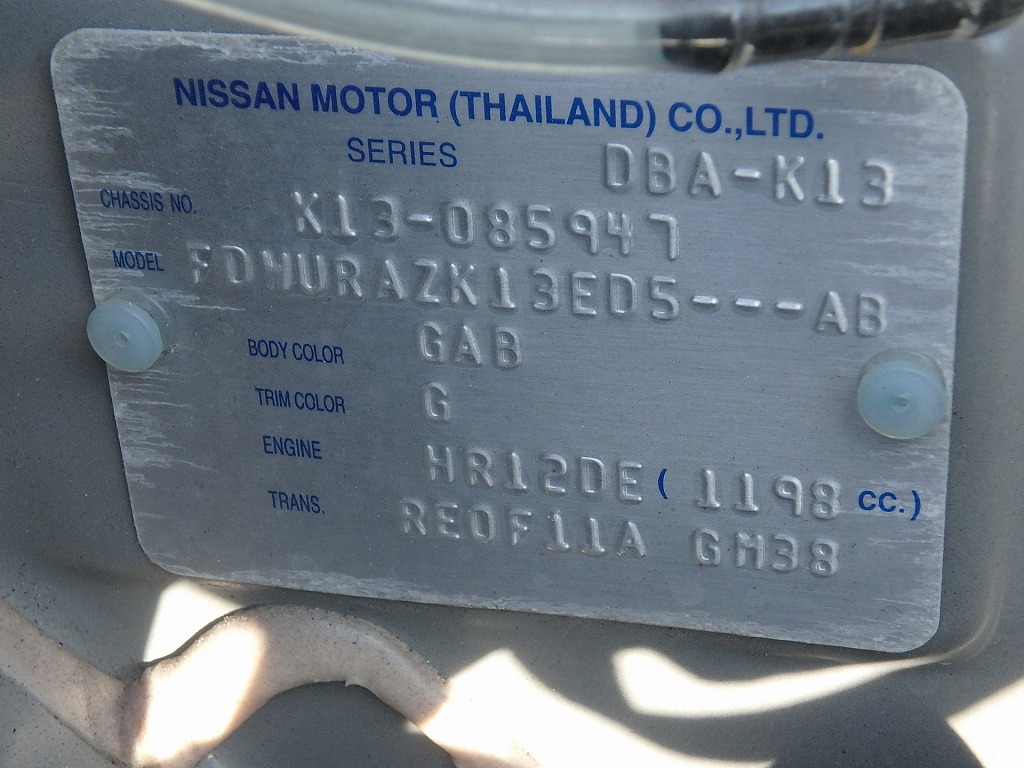 NISSAN MOTOR (THAILAND) CO.,LTD.
SERIES DBA-K13
CHASSIS NO. K13-085947
MODEL FDWURAZK13ED5---AB
BODY COLOR GAB
TRIM COLOR G
ENGINE HR12DE ( 1198 CC.)
TRANS. RE0F11A GM38